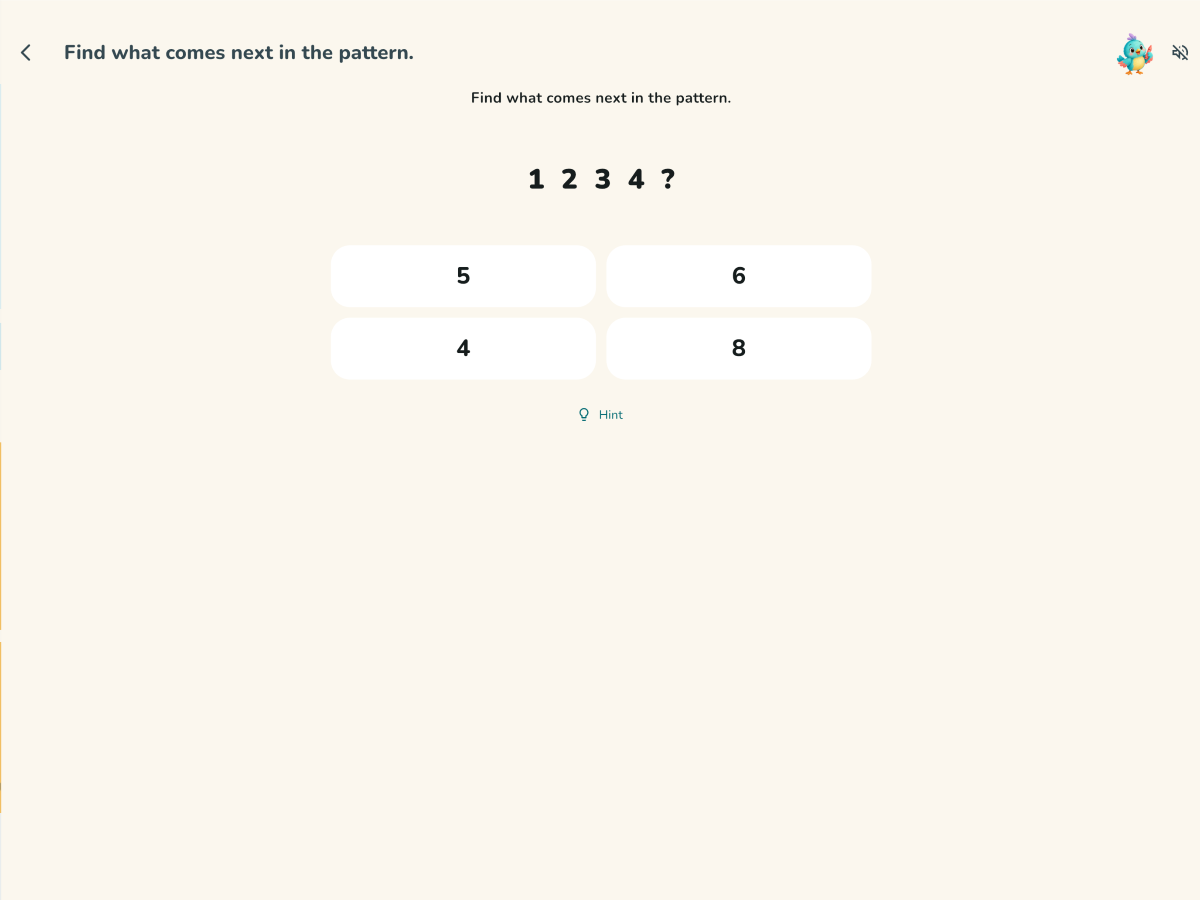 Find what comes next in the pattern.
Find what comes next in the pattern.
1 2 3 4 ?
5
6
4
8
Hint